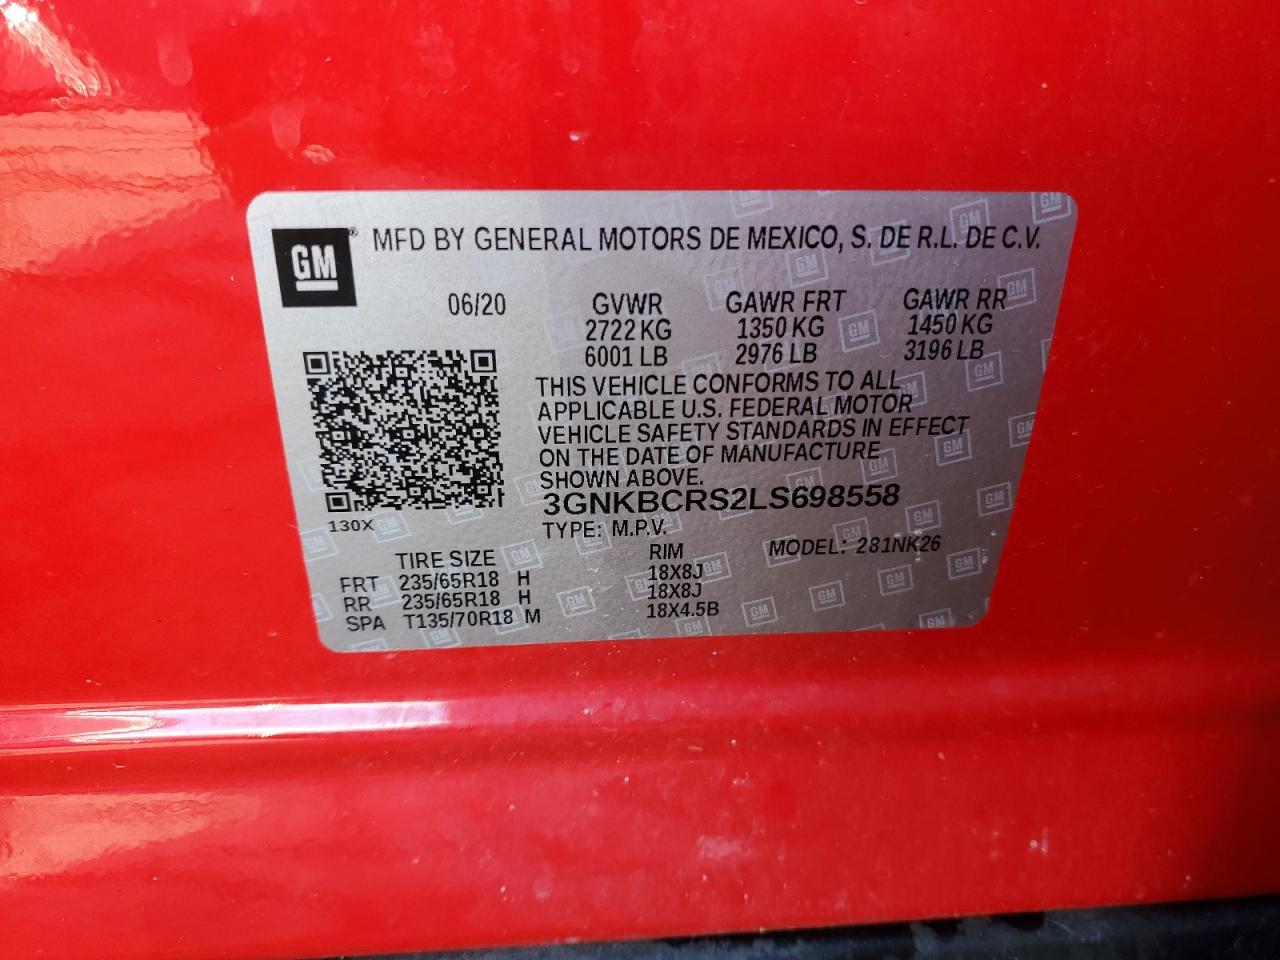 GM ® MFD BY GENERAL MOTORS DE MEXICO, S. DE R.L. DE C.V.
06/20 GVWR GAWR FRT GAWR RR
2722 KG 1350 KG 1450 KG
6001 LB 2976 LB 3196 LB
THIS VEHICLE CONFORMS TO ALL
APPLICABLE U.S. FEDERAL MOTOR
VEHICLE SAFETY STANDARDS IN EFFECT
ON THE DATE OF MANUFACTURE
SHOWN ABOVE.
3GNKBCRS2LS698558
130X
TYPE: M.P.V.
MODEL: 281NK26
TIRE SIZE RIM
FRT 235/65R18 H 18X8J
RR 235/65R18 H 18X8J
SPA T135/70R18 M 18X4.5B